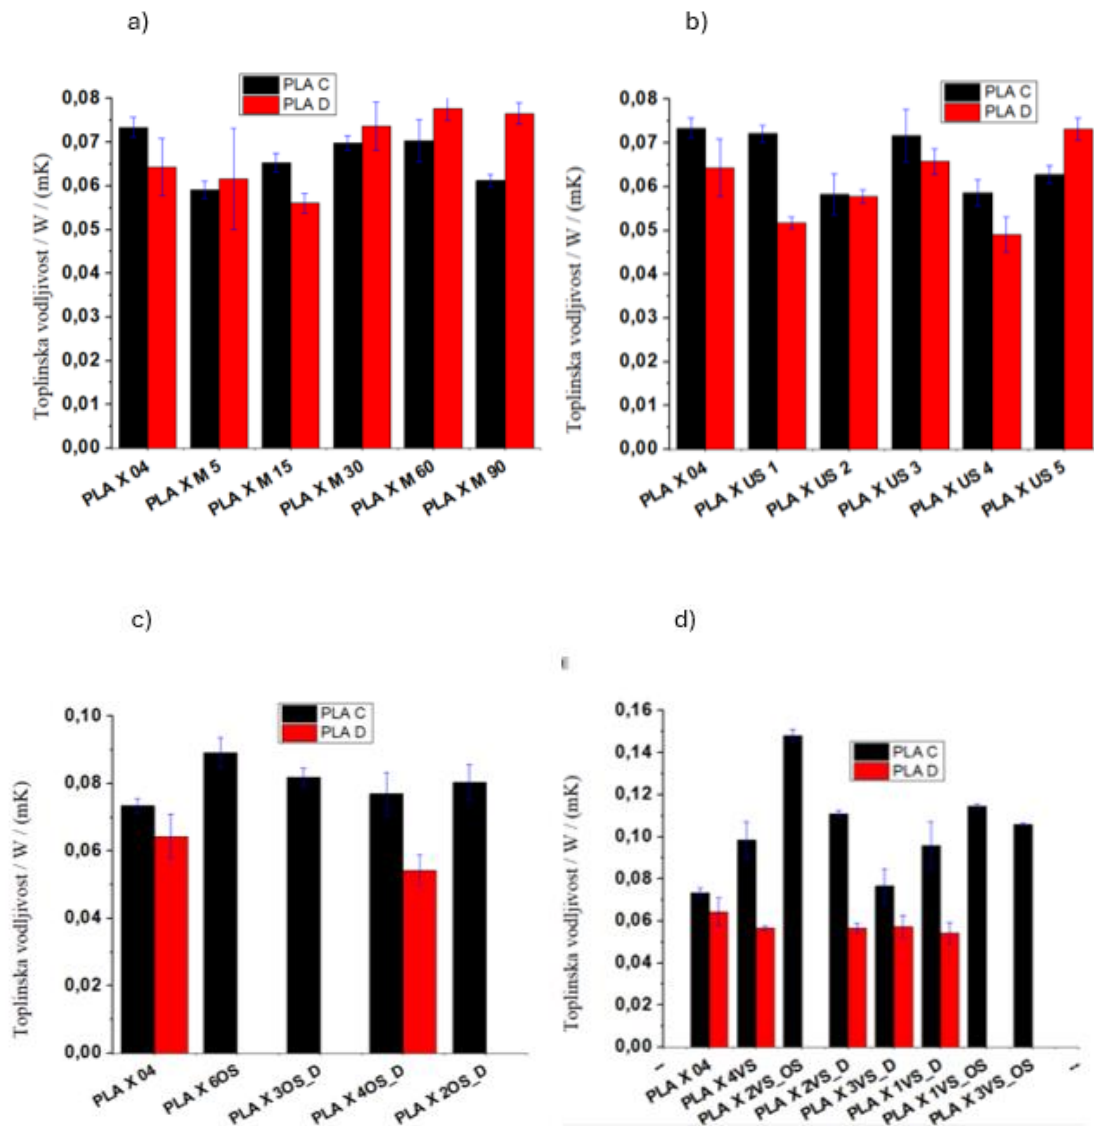 a)
PLA C
PLA D
0,08
0,07
0,06
0,05
0,04
0,03
0,02
0,01
0,00
Toplinska vodljivost / W / (mK)
PLA X 04
PLA X M 5
PLA X M 15
PLA X M 30
PLA X M 60
PLA X M 90
b)
PLA C
PLA D
0,08
0,07
0,06
0,05
0,04
0,03
0,02
0,01
0,00
Toplinska vodljivost / W / (mK)
PLA X 04
PLA X US 1
PLA X US 2
PLA X US 3
PLA X US 4
PLA X US 5
c)
PLA C
PLA D
0,10
0,08
0,06
0,04
0,02
0,00
Toplinska vodljivost / W / (mK)
PLA X 04
PLA X 6OS
PLA X 3OS_D
PLA X 4OS_D
PLA X 2OS_D
d)
PLA C
PLA D
0,16
0,14
0,12
0,10
0,08
0,06
0,04
0,02
0,00
Toplinska vodljivost / W / (mK)
--
PLA X 04
PLA X 4VS
PLA X 2VS_OS
PLA X 2VS_D
PLA X 3VS_D
PLA X 1VS_D
PLA X 1VS_OS
PLA X 3VS_OS
--